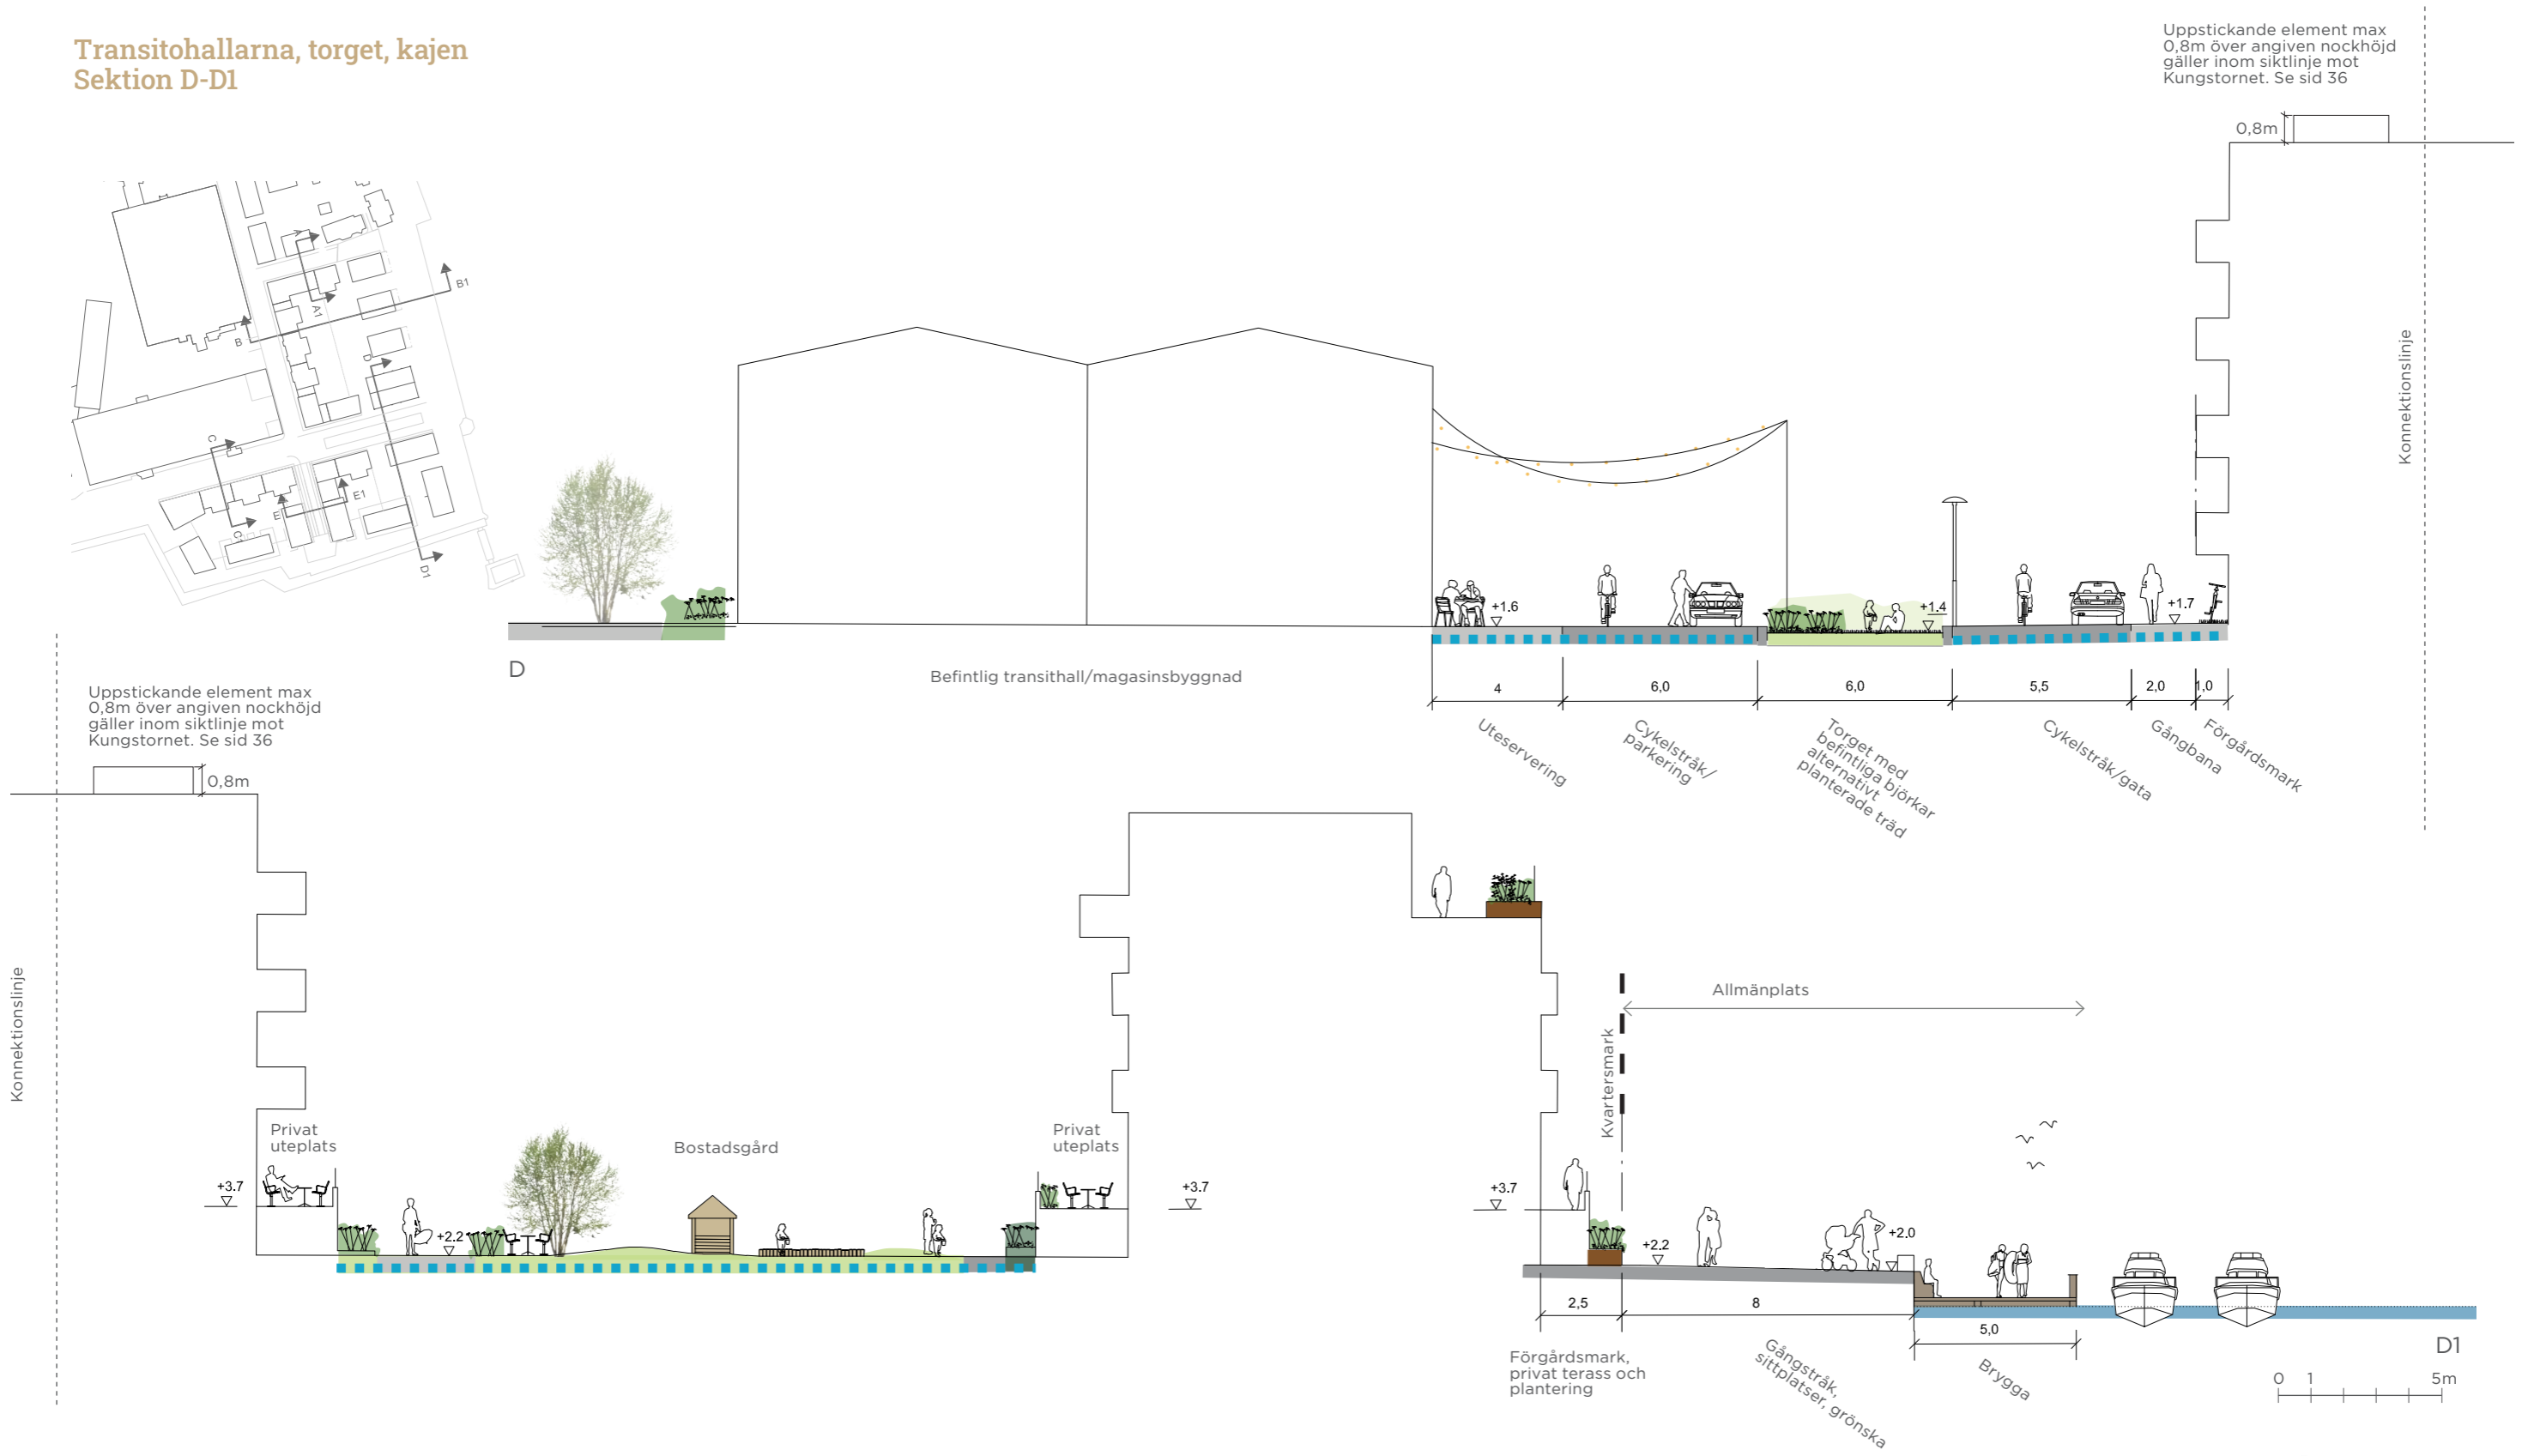 Transitohallarna, torget, kajen
Sektion D-D1
Uppstickande element max
0,8m över angiven nockhöjd
gäller inom siktlinje mot
Kungstornet. Se sid 36
0,8m
Konnektionslinje
A
A1
B
B1
C
C1
D
D1
E
E1
+1.6
+1.4
+1.7
D
Befintlig transithall/magasinsbyggnad
4
6,0
6,0
5,5
2,0
1,0
Uteservering
Cykelstråk/
parkering
Torget med
befintliga björkar
alternativt
planterade träd
Cykelstråk/gata
Gångbana
Förgårdsmark
Uppstickande element max
0,8m över angiven nockhöjd
gäller inom siktlinje mot
Kungstornet. Se sid 36
0,8m
Konnektionslinje
Privat
uteplats
Bostadsgård
Privat
uteplats
+3.7
+2.2
+3.7
+3.7
Kvartersmark
Allmänplats
+2.2
+2.0
2,5
8
5,0
Förgårdsmark,
privat terass och
plantering
Gångstråk,
sittplatser, grönska
Brygga
D1
0 1 5m